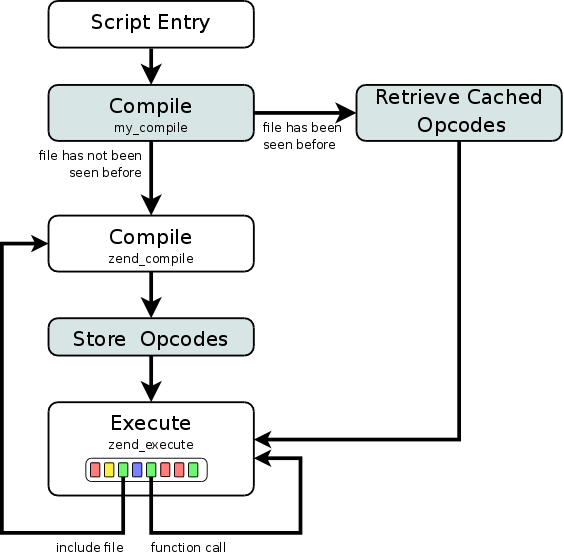 Script Entry
Compile
my_compile
Retrieve Cached
Opcodes
file has been
seen before
file has not been
seen before
Compile
zend_compile
Store Opcodes
Execute
zend_execute
include file
function call